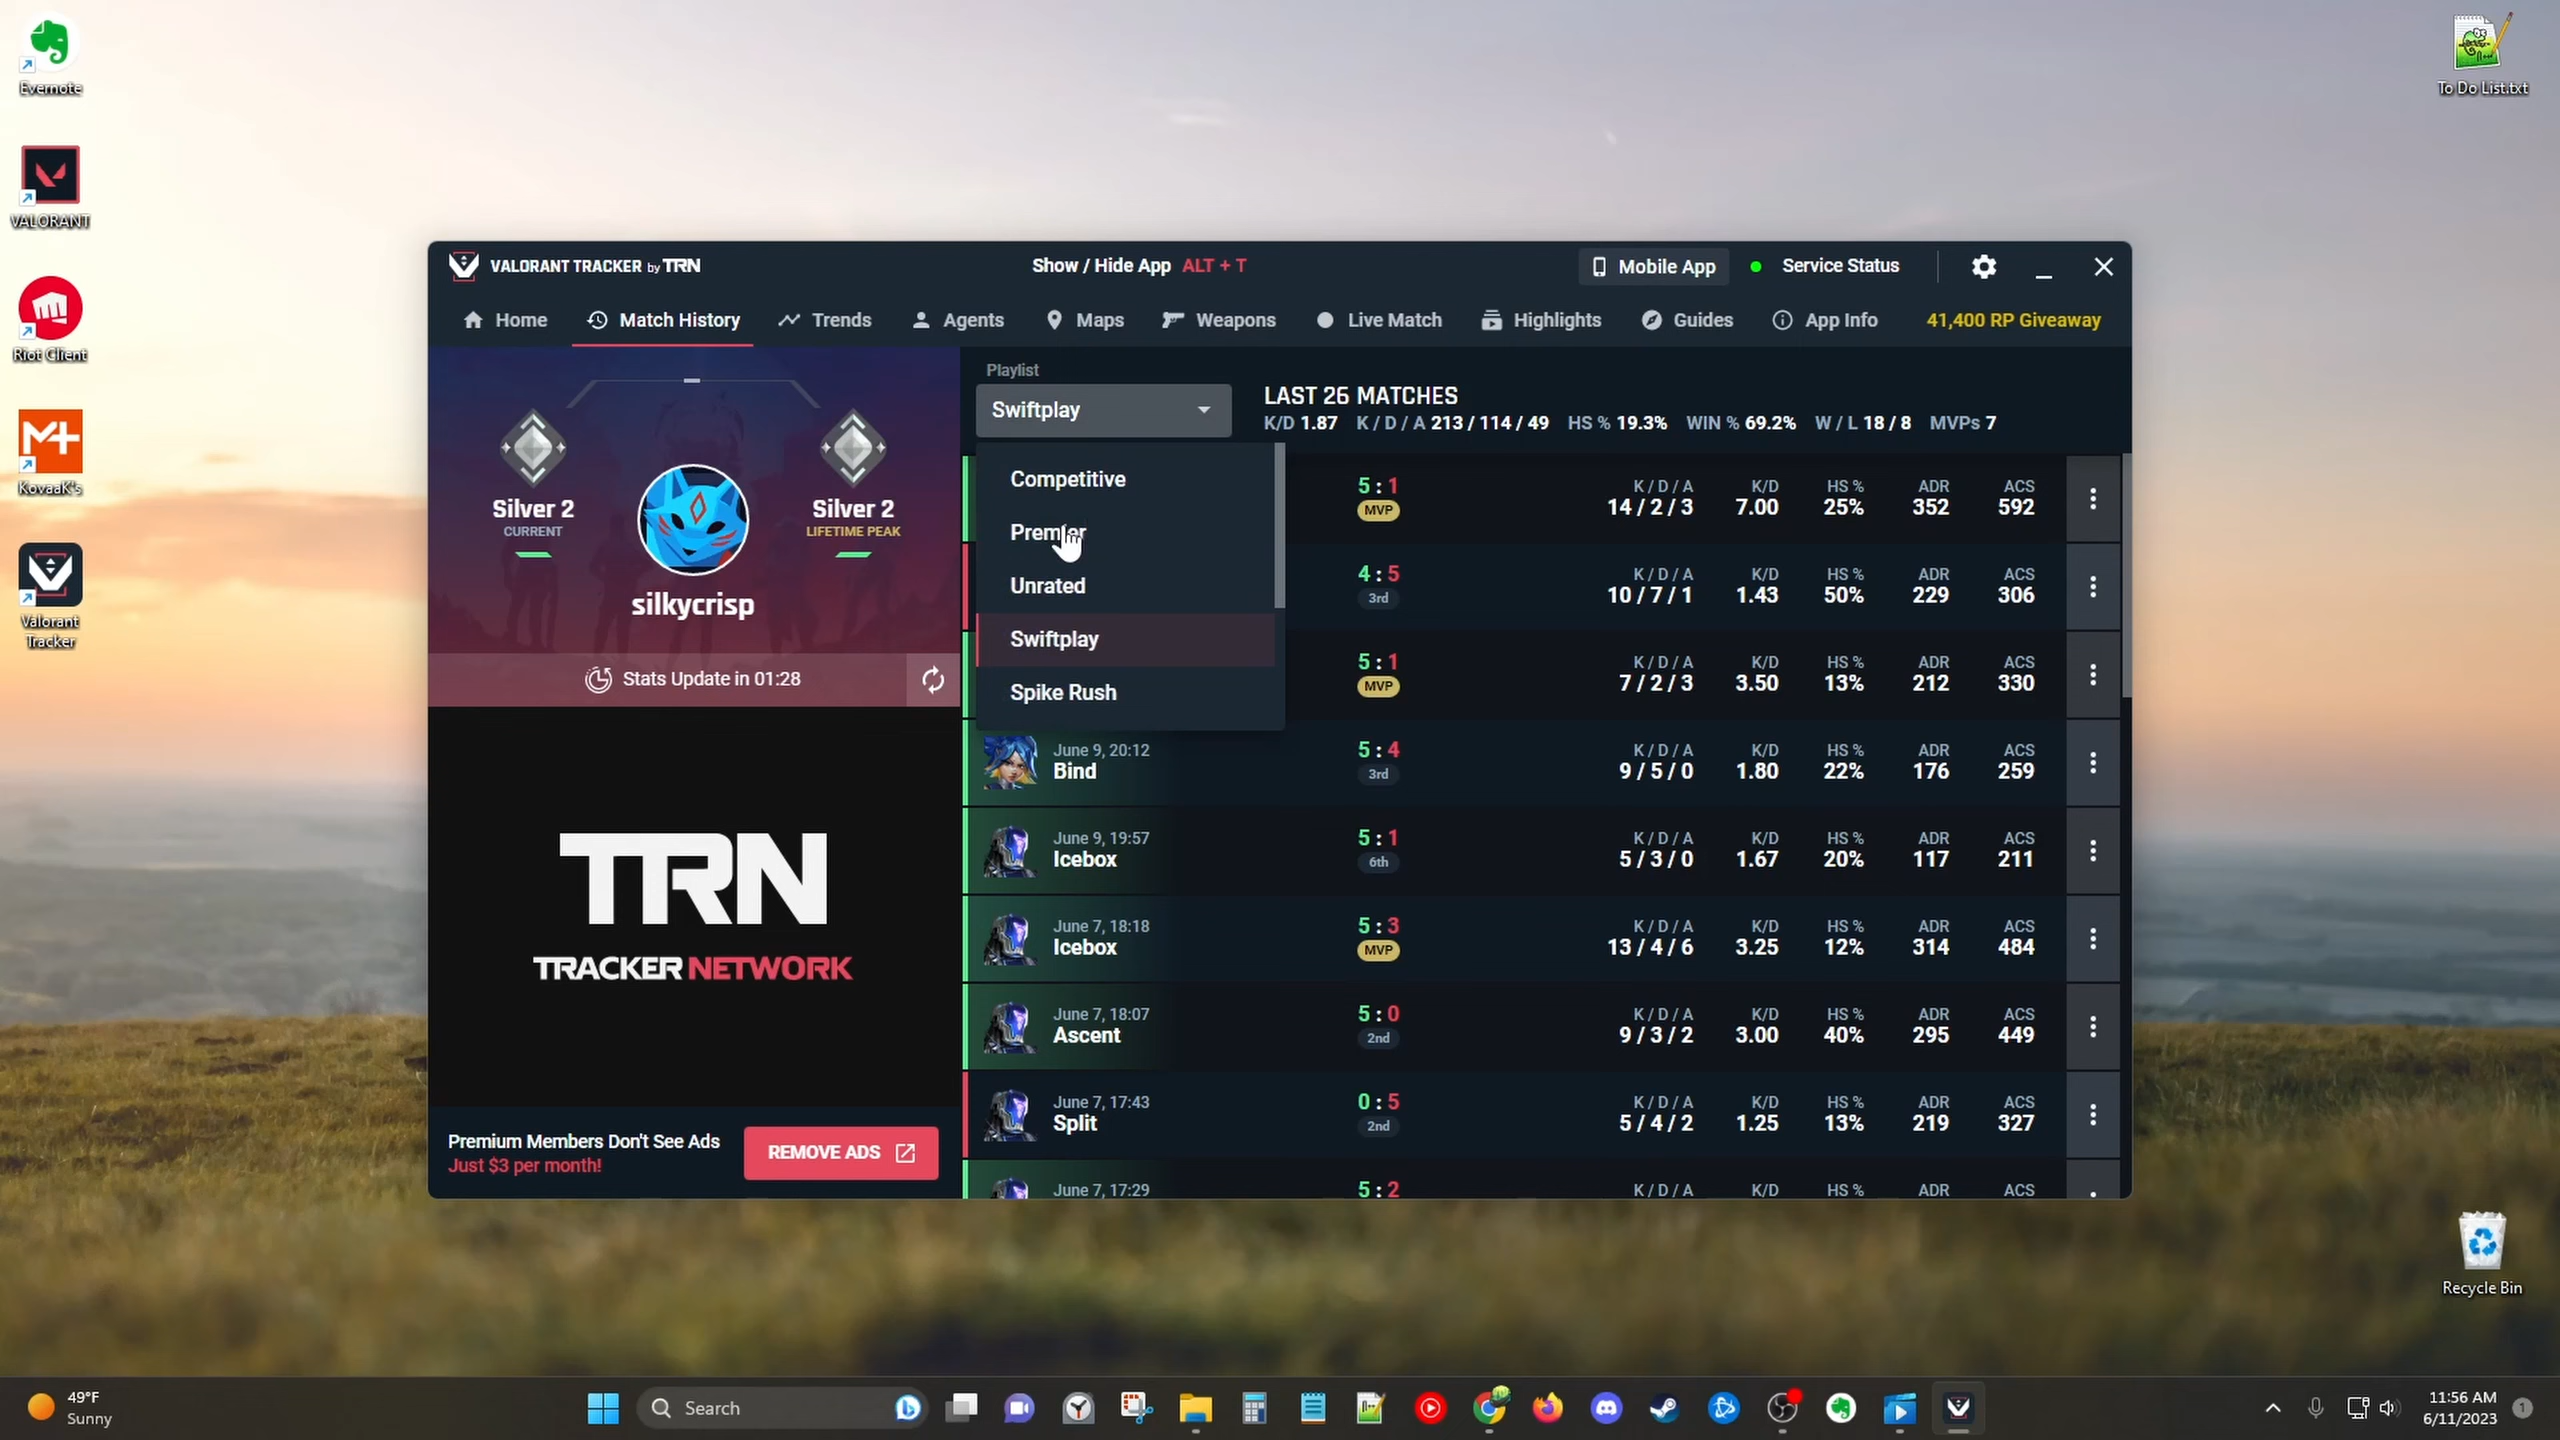 Evernote
VALORANT
Riot Client
KovaaK's
Valorant
Tracker
To Do List.txt
Recycle Bin
VALORANT TRACKER by TRN
Show / Hide App ALT + T
Mobile App
Service Status
Home
Match History
Trends
Agents
Maps
Weapons
Live Match
Highlights
Guides
App Info
41,400 RP Giveaway
Silver 2
CURRENT
Silver 2
LIFETIME PEAK
silkycrisp
Stats Update in 01:28
TRN
TRACKER NETWORK
Premium Members Don't See Ads
Just $3 per month!
REMOVE ADS
Playlist
Swiftplay
LAST 26 MATCHES
K/D 1.87 K / D / A 213 / 114 / 49 HS % 19.3% WIN % 69.2% W / L 18 / 8 MVPs 7
Competitive
Premier
Unrated
Swiftplay
Spike Rush
5 : 1 K / D / A K/D HS % ADR ACS
MVP 14 / 2 / 3 7.00 25% 352 592
4 : 5 K / D / A K/D HS % ADR ACS
3rd 10 / 7 / 1 1.43 50% 229 306
5 : 1 K / D / A K/D HS % ADR ACS
MVP 7 / 2 / 3 3.50 13% 212 330
June 9, 20:12 5 : 4 K / D / A K/D HS % ADR ACS
Bind 3rd 9 / 5 / 0 1.80 22% 176 259
June 9, 19:57 5 : 1 K / D / A K/D HS % ADR ACS
Icebox 6th 5 / 3 / 0 1.67 20% 117 211
June 7, 18:18 5 : 3 K / D / A K/D HS % ADR ACS
Icebox MVP 13 / 4 / 6 3.25 12% 314 484
June 7, 18:07 5 : 0 K / D / A K/D HS % ADR ACS
Ascent 2nd 9 / 3 / 2 3.00 40% 295 449
June 7, 17:43 0 : 5 K / D / A K/D HS % ADR ACS
Split 2nd 5 / 4 / 2 1.25 13% 219 327
June 7, 17:29 5 : 2 K / D / A K/D HS % ADR ACS
49°F
Sunny
Search
11:56 AM
6/11/2023
1